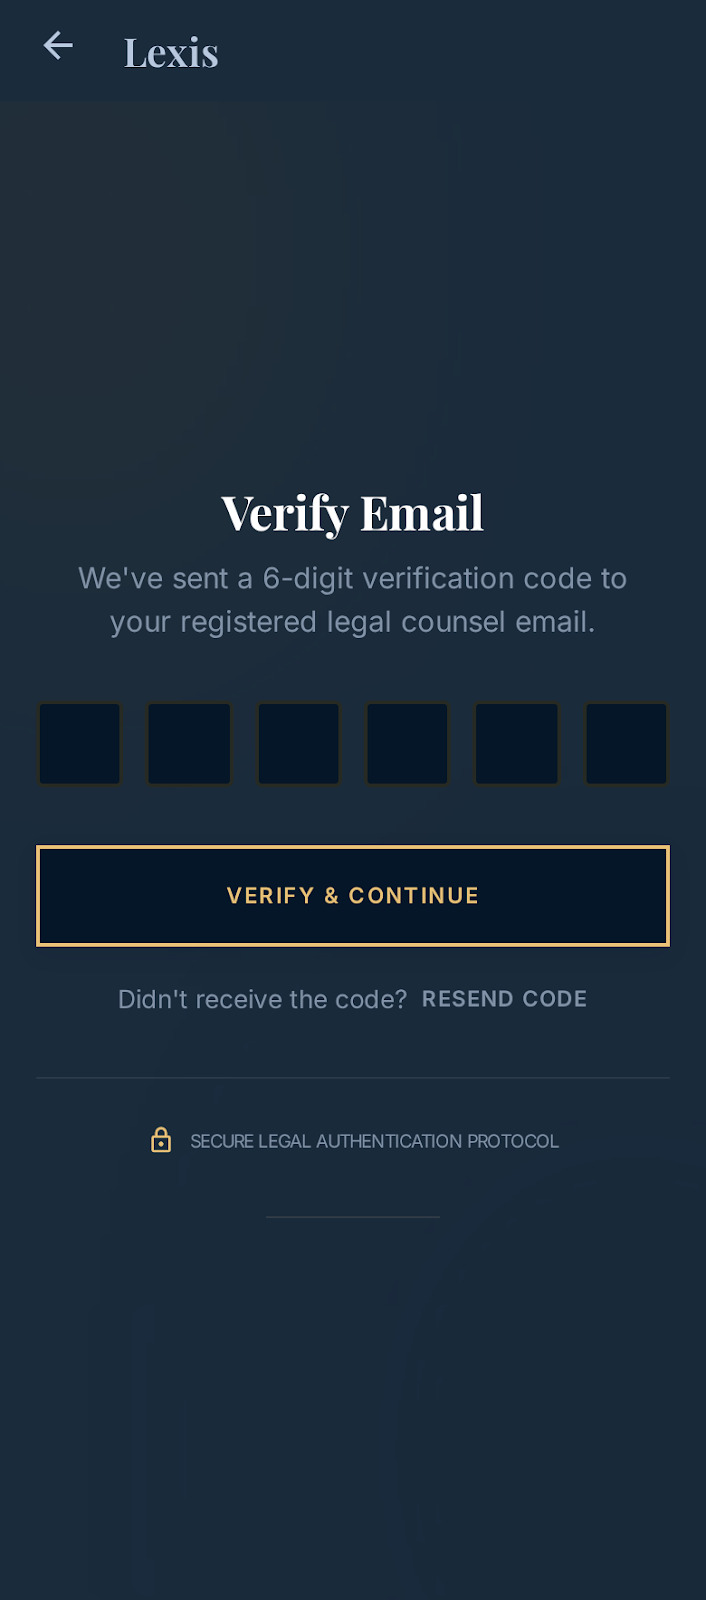 Lexis
Verify Email
We've sent a 6-digit verification code to
your registered legal counsel email.
VERIFY & CONTINUE
Didn't receive the code? RESEND CODE
SECURE LEGAL AUTHENTICATION PROTOCOL